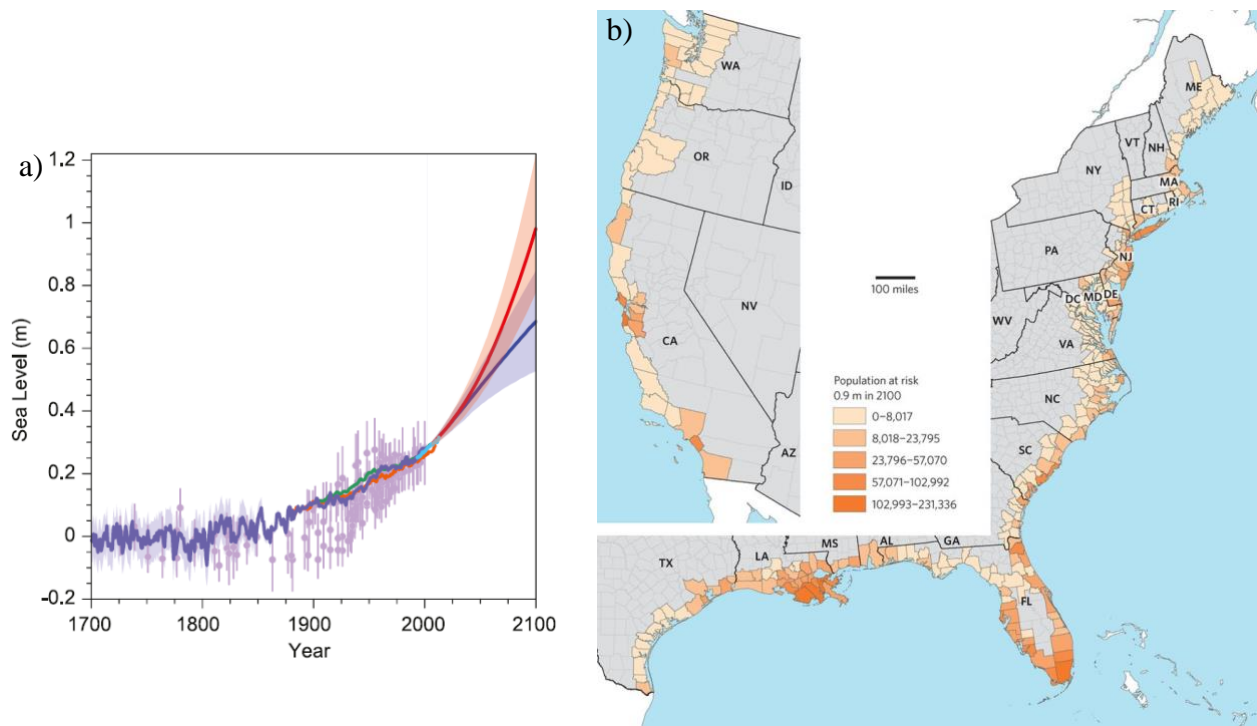 a)
1.2
1
0.8
0.6
0.4
0.2
0
-0.2
Sea Level (m)
1700
1800
1900
2000
2100
Year
b)
WA
OR
ID
NV
CA
AZ
100 miles
Population at risk
0.9 m in 2100
0–8,017
8,018–23,795
23,796–57,070
57,071–102,992
102,993–231,336
ME
VT
NH
NY
MA
CT
RI
PA
NJ
DC
MD
DE
WV
VA
NC
SC
TX
LA
MS
AL
GA
FL